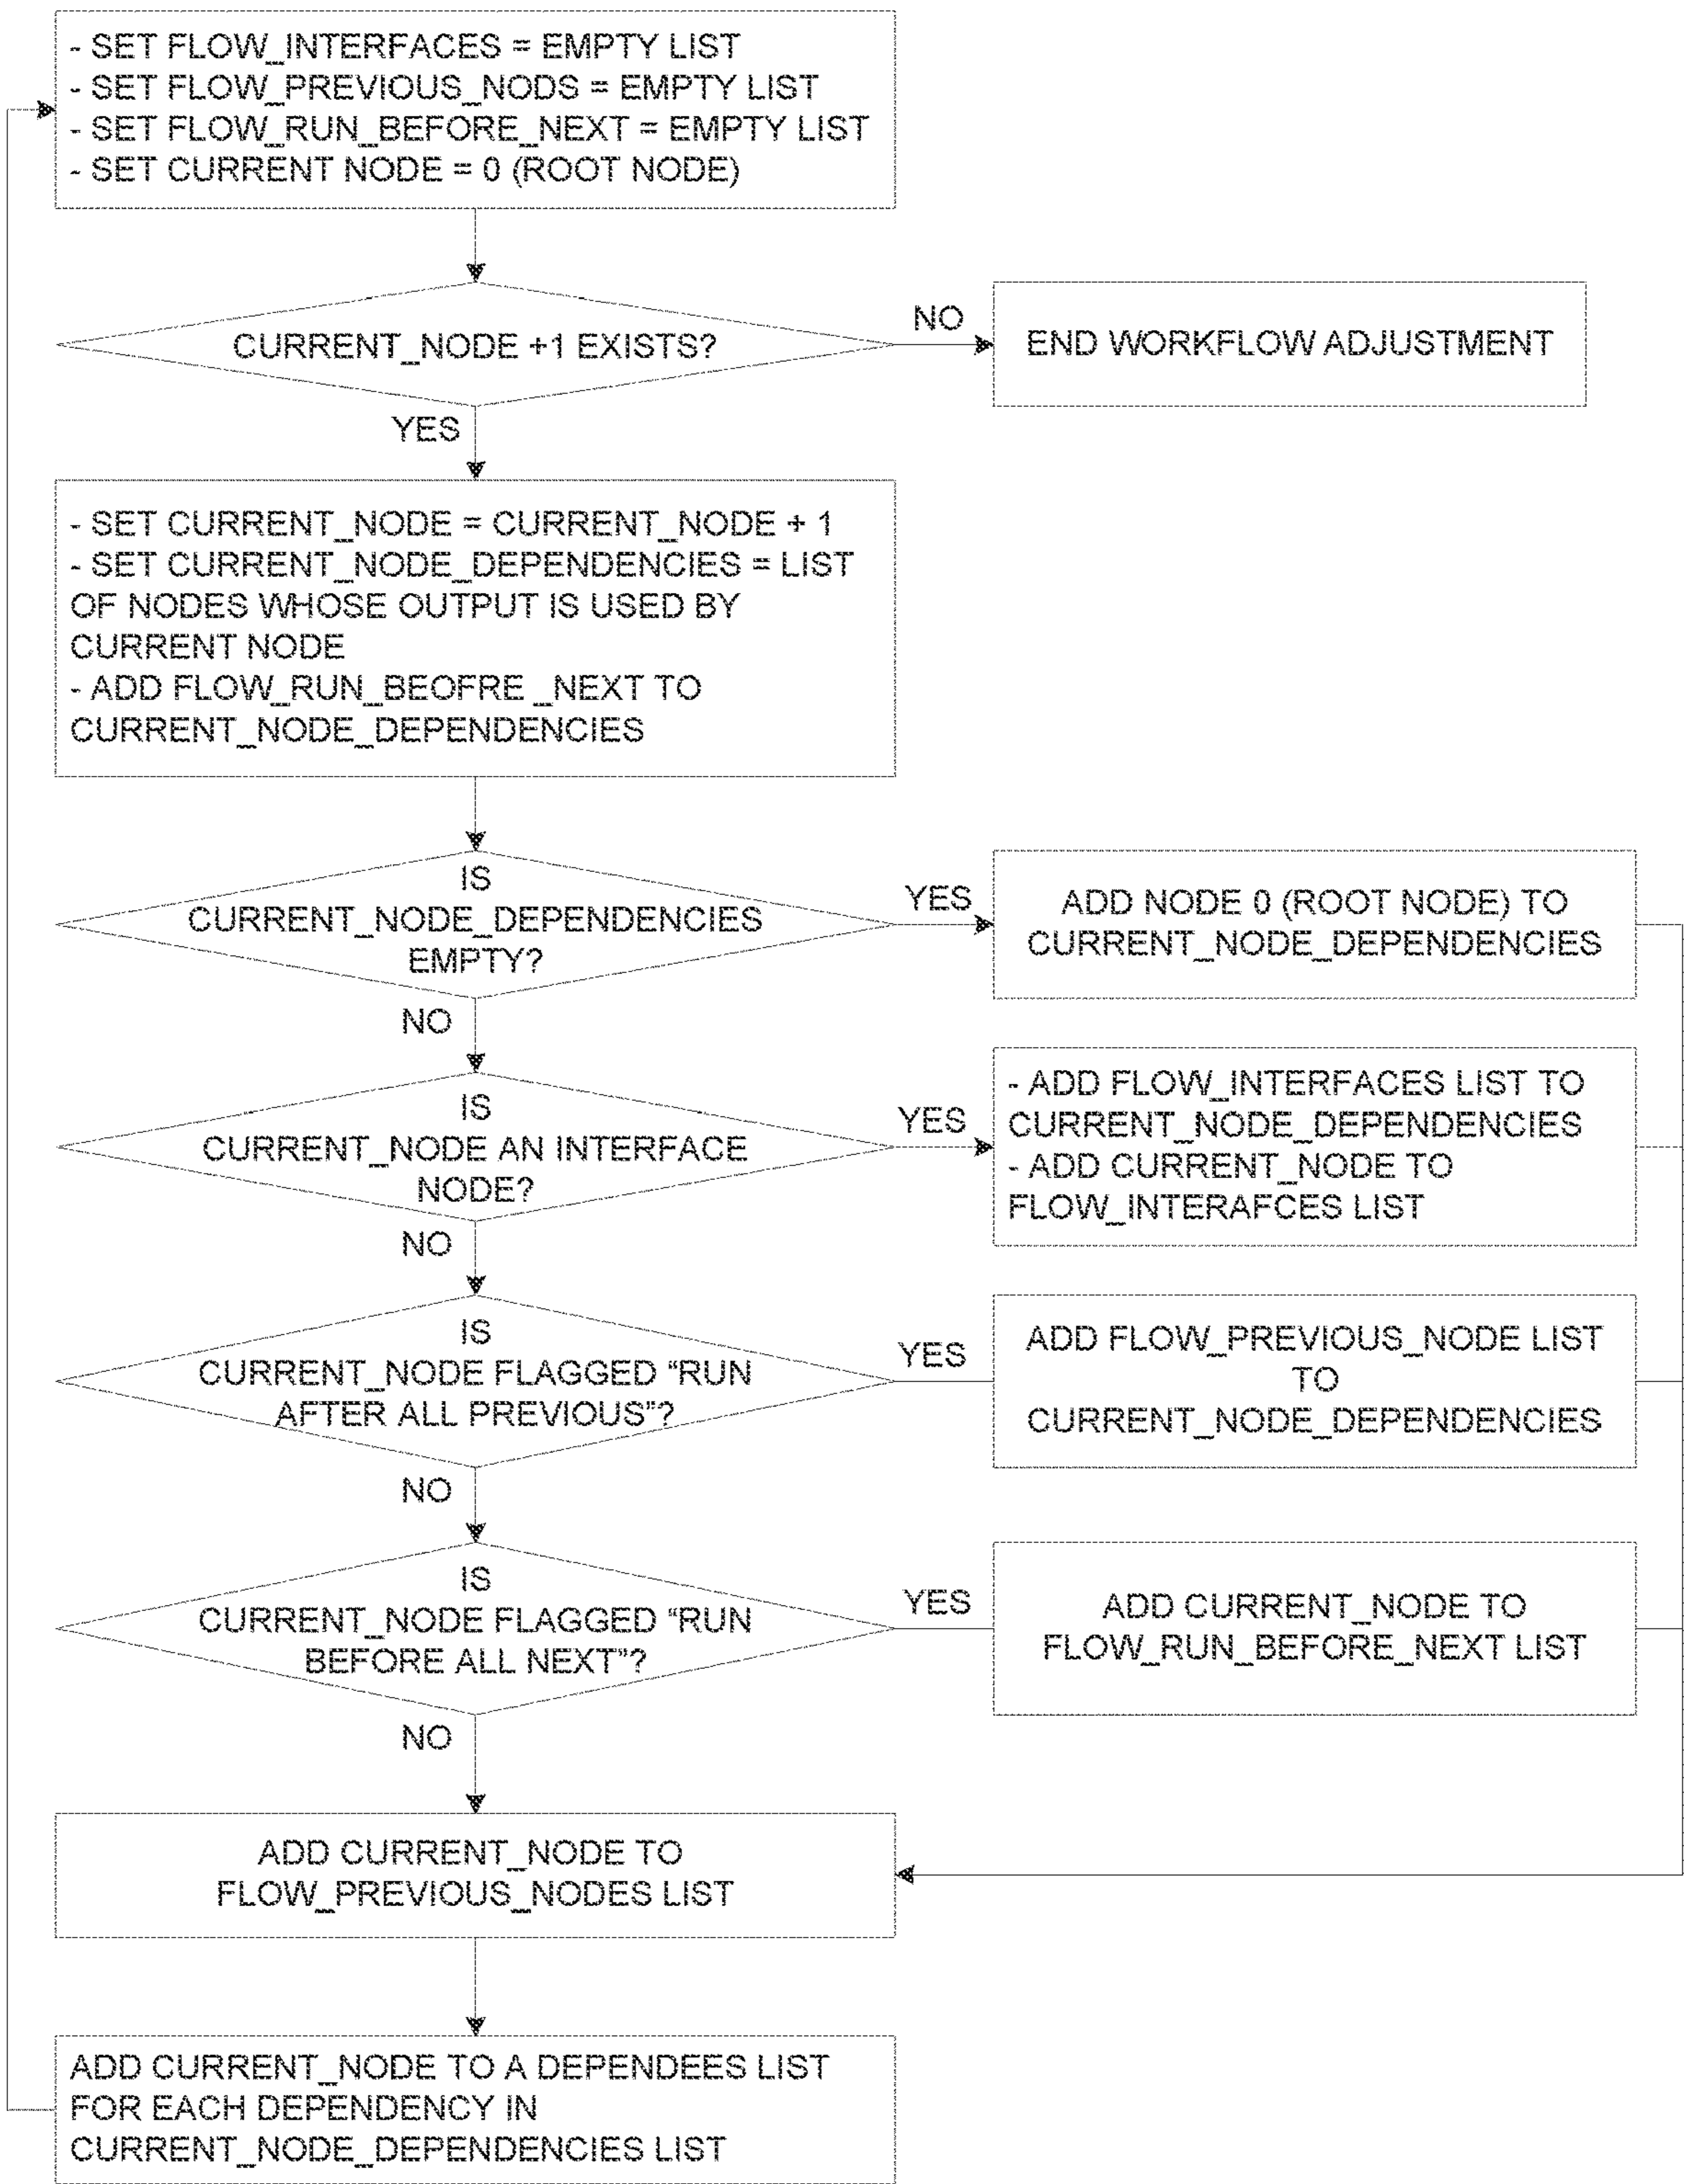 - SET FLOW_INTERFACES = EMPTY LIST
- SET FLOW_PREVIOUS_NODS = EMPTY LIST
- SET FLOW_RUN_BEFORE_NEXT = EMPTY LIST
- SET CURRENT NODE = 0 (ROOT NODE)
CURRENT_NODE +1 EXISTS?
NO
END WORKFLOW ADJUSTMENT
YES
- SET CURRENT_NODE = CURRENT_NODE + 1
- SET CURRENT_NODE_DEPENDENCIES = LIST
OF NODES WHOSE OUTPUT IS USED BY
CURRENT NODE
- ADD FLOW_RUN_BEOFRE _NEXT TO
CURRENT_NODE_DEPENDENCIES
IS
CURRENT_NODE_DEPENDENCIES
EMPTY?
YES
ADD NODE 0 (ROOT NODE) TO
CURRENT_NODE_DEPENDENCIES
NO
IS
CURRENT_NODE AN INTERFACE
NODE?
YES
- ADD FLOW_INTERFACES LIST TO
CURRENT_NODE_DEPENDENCIES
- ADD CURRENT_NODE TO
FLOW_INTERAFCES LIST
NO
IS
CURRENT_NODE FLAGGED “RUN
AFTER ALL PREVIOUS”?
YES
ADD FLOW_PREVIOUS_NODE LIST
TO
CURRENT_NODE_DEPENDENCIES
NO
IS
CURRENT_NODE FLAGGED “RUN
BEFORE ALL NEXT”?
YES
ADD CURRENT_NODE TO
FLOW_RUN_BEFORE_NEXT LIST
NO
ADD CURRENT_NODE TO
FLOW_PREVIOUS_NODES LIST
ADD CURRENT_NODE TO A DEPENDEES LIST
FOR EACH DEPENDENCY IN
CURRENT_NODE_DEPENDENCIES LIST